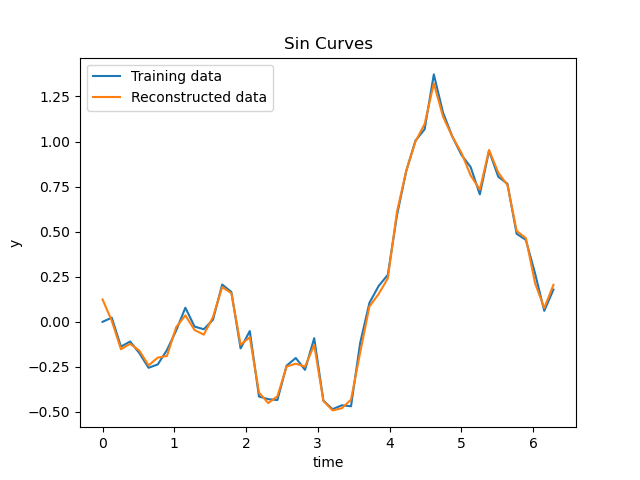 Sin Curves
Training data
Reconstructed data
1.25
1.00
0.75
0.50
0.25
0.00
−0.25
−0.50
y
0 1 2 3 4 5 6
time